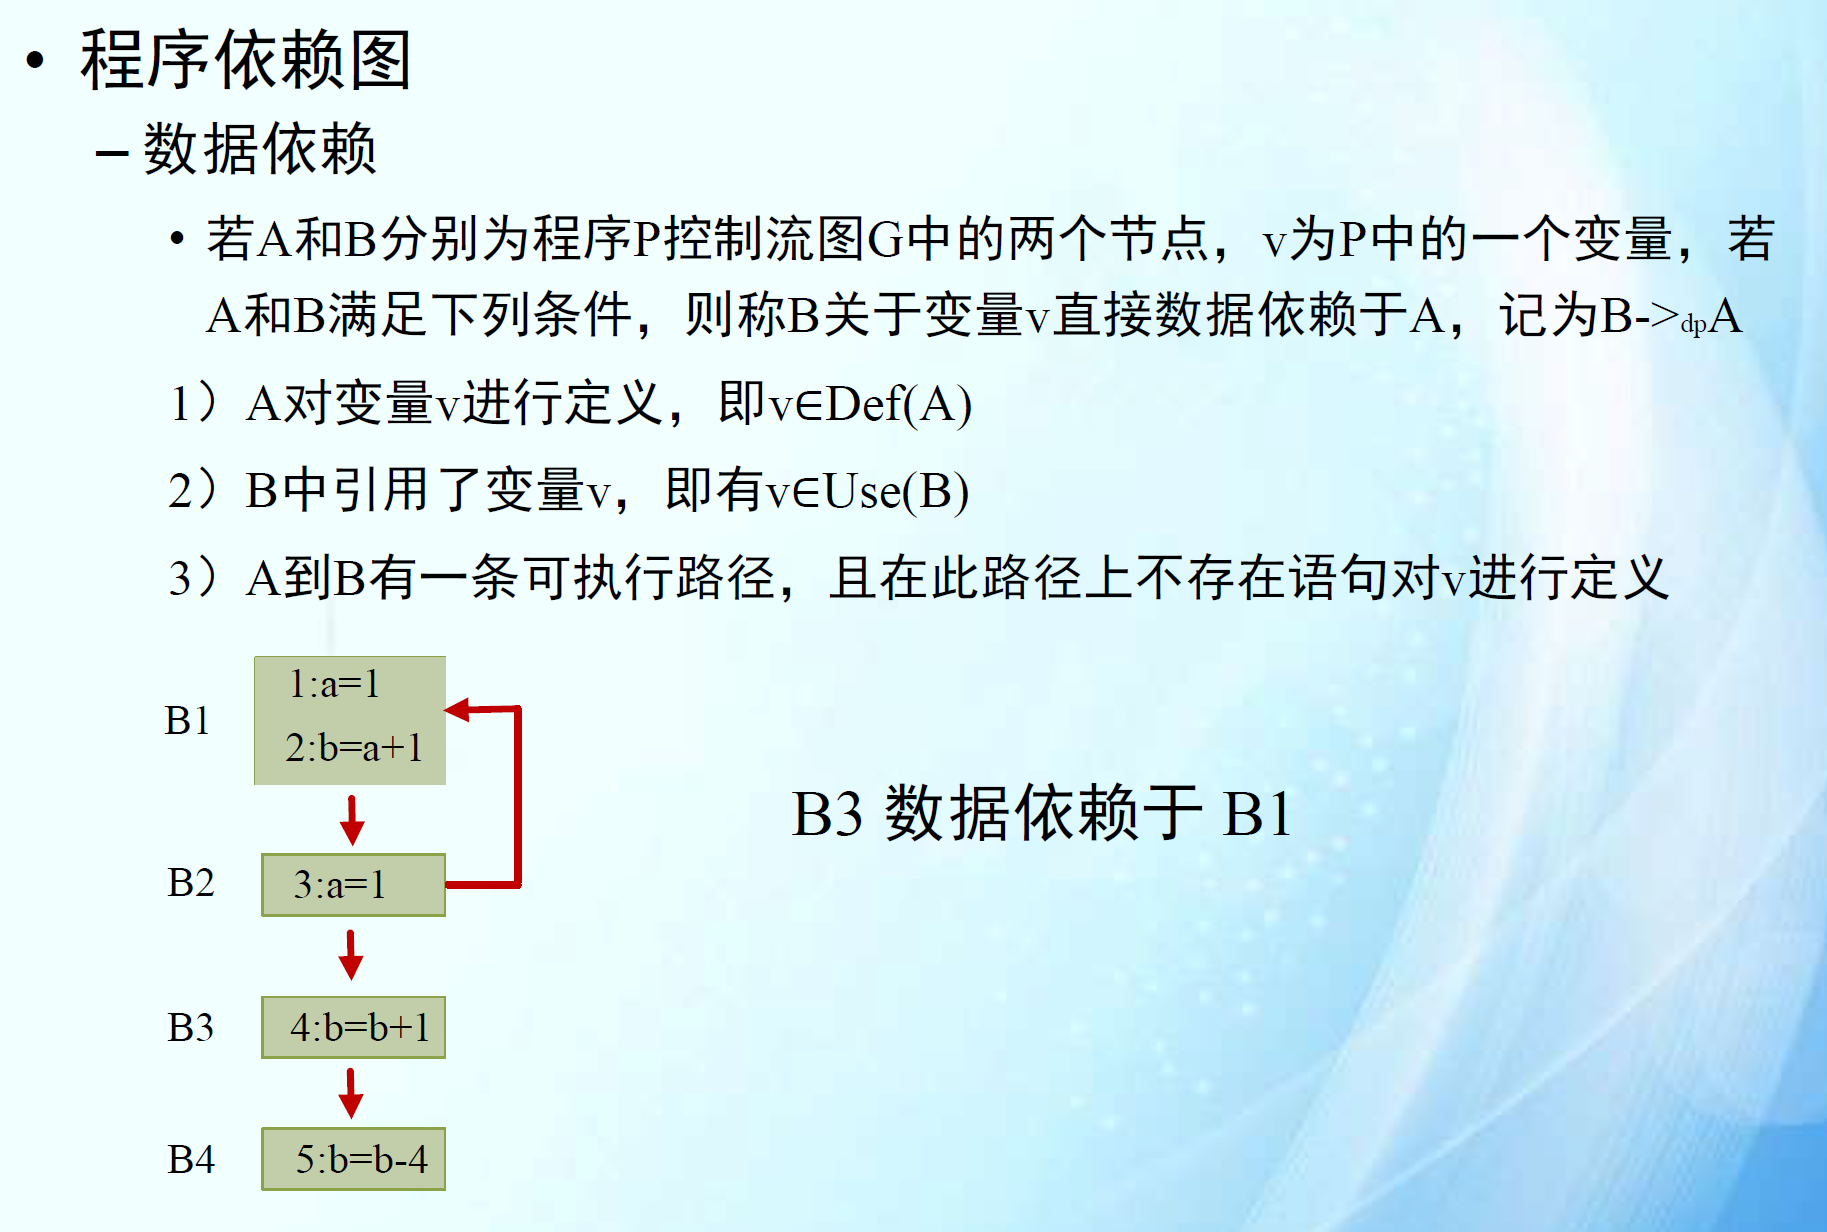 • 程序依赖图
– 数据依赖
• 若A和B分别为程序P控制流图G中的两个节点，v为P中的一个变量，若
A和B满足下列条件，则称B关于变量v直接数据依赖于A，记为B->dpA
1）A对变量v进行定义，即v∈Def(A)
2）B中引用了变量v，即有v∈Use(B)
3）A到B有一条可执行路径，且在此路径上不存在语句对v进行定义
B1
1:a=1
2:b=a+1
B3 数据依赖于 B1
B2
3:a=1
B3
4:b=b+1
B4
5:b=b-4